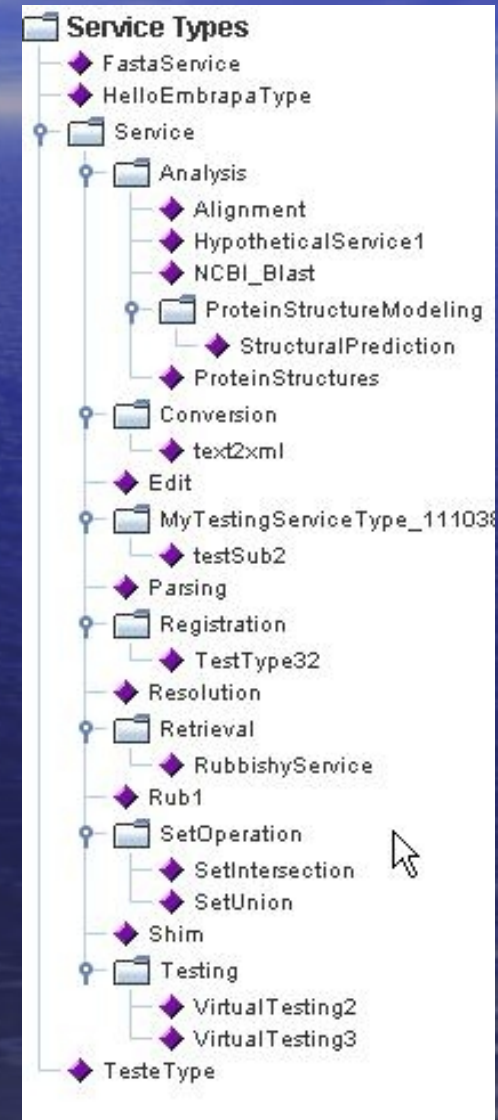 Service Types
FastaService
HelloEmbrapaType
Service
Analysis
Alignment
HypotheticalService1
NCBI_Blast
ProteinStructureModeling
StructuralPrediction
ProteinStructures
Conversion
text2xml
Edit
MyTestingServiceType_111038
testSub2
Parsing
Registration
TestType32
Resolution
Retrieval
RubbishyService
Rub1
SetOperation
SetIntersection
SetUnion
Shim
Testing
VirtualTesting2
VirtualTesting3
TesteType